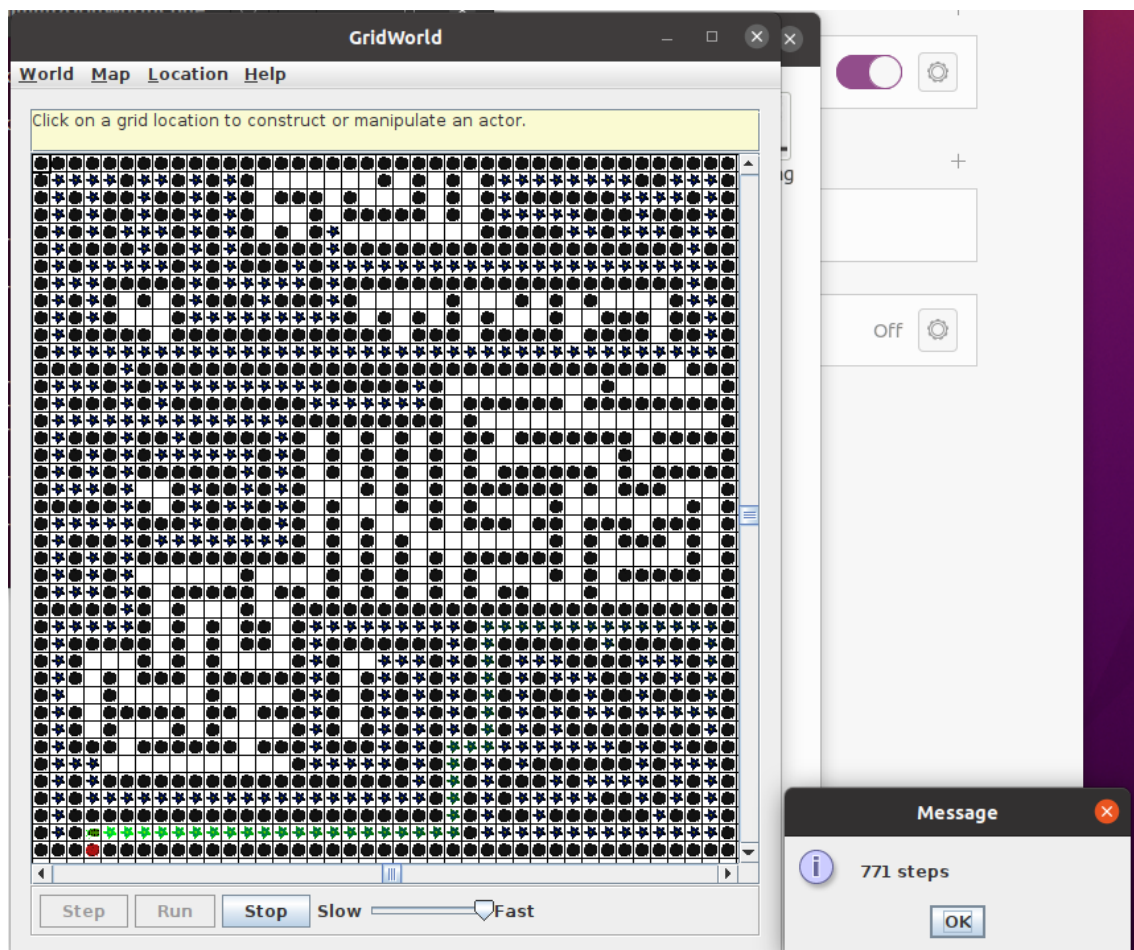 GridWorld
World Map Location Help
Click on a grid location to construct or manipulate an actor.
Off
Message
771 steps
OK
Step Run Stop Slow Fast